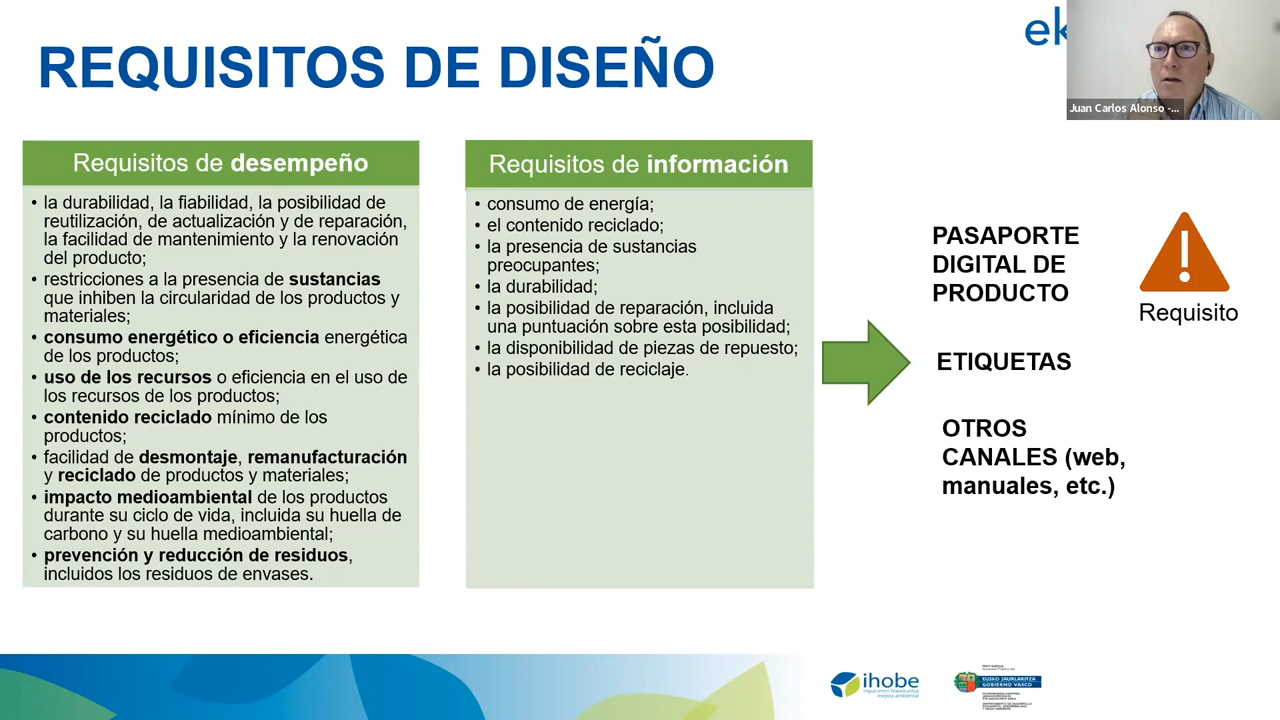 REQUISITOS DE DISEÑO
ek
Juan Carlos Alonso -...
Requisitos de desempeño
• la durabilidad, la fiabilidad, la posibilidad de
reutilización, de actualización y de reparación,
la facilidad de mantenimiento y la renovación
del producto;
• restricciones a la presencia de sustancias
que inhiben la circularidad de los productos y
materiales;
• consumo energético o eficiencia energética
de los productos;
• uso de los recursos o eficiencia en el uso de
los recursos de los productos;
• contenido reciclado mínimo de los
productos;
• facilidad de desmontaje, remanufacturación
y reciclado de productos y materiales;
• impacto medioambiental de los productos
durante su ciclo de vida, incluida su huella de
carbono y su huella medioambiental;
• prevención y reducción de residuos,
incluidos los residuos de envases.
Requisitos de información
• consumo de energía;
• el contenido reciclado;
• la presencia de sustancias
preocupantes;
• la durabilidad;
• la posibilidad de reparación, incluida
una puntuación sobre esta posibilidad;
• la disponibilidad de piezas de repuesto;
• la posibilidad de reciclaje.
PASAPORTE
DIGITAL DE
PRODUCTO
!
Requisito
ETIQUETAS
OTROS
CANALES (web,
manuales, etc.)
ihobe
ingurumen hobekuntza
mejora ambiental
EUSKO JAURLARITZA
GOBIERNO VASCO